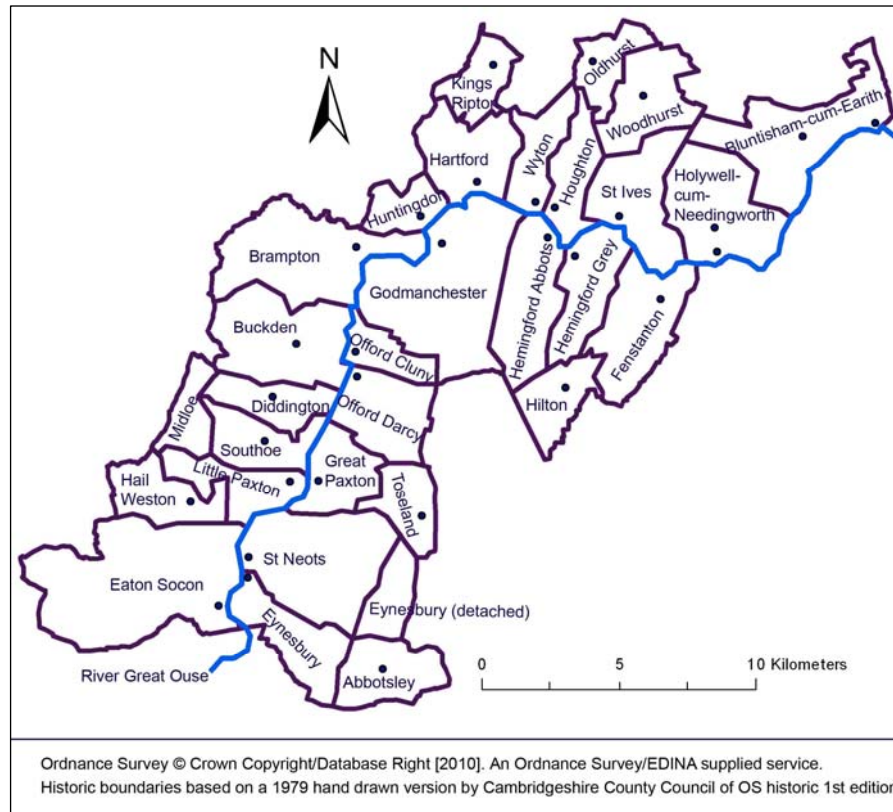 N
Kings
Ripton
Oldhurst
Woodhurst
Bluntisham-cum-Earith
Hartford
Wyton
Houghton
St Ives
Holywell-
cum-
Needingworth
Huntingdon
Brampton
Godmanchester
Hemingford Abbots
Hemingford Grey
Fenstanton
Buckden
Offord Cluny
Hilton
Diddington
Offord Darcy
Midloe
Southoe
Great
Paxton
Little Paxton
Hail
Weston
Toseland
St Neots
Eaton Socon
Eynesbury (detached)
Eynesbury
River Great Ouse
Abbotsley
0 5 10 Kilometers
Ordnance Survey © Crown Copyright/Database Right [2010]. An Ordnance Survey/EDINA supplied service.
Historic boundaries based on a 1979 hand drawn version by Cambridgeshire County Council of OS historic 1st edition